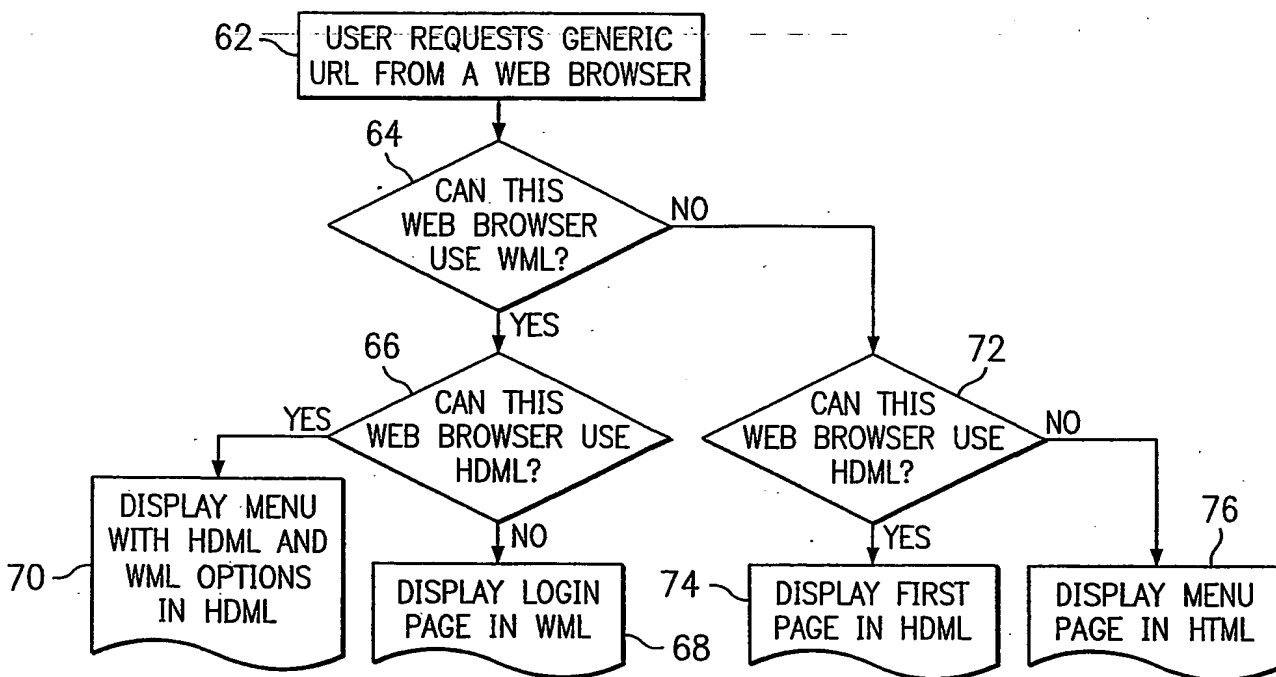 62
USER REQUESTS GENERIC
URL FROM A WEB BROWSER
64
CAN THIS
WEB BROWSER
USE WML?
NO
YES
66
CAN THIS
WEB BROWSER USE
HDML?
YES
NO
72
CAN THIS
WEB BROWSER USE
HDML?
NO
YES
70
DISPLAY MENU
WITH HDML AND
WML OPTIONS
IN HDML
DISPLAY LOGIN
PAGE IN WML
68
74
DISPLAY FIRST
PAGE IN HDML
76
DISPLAY MENU
PAGE IN HTML